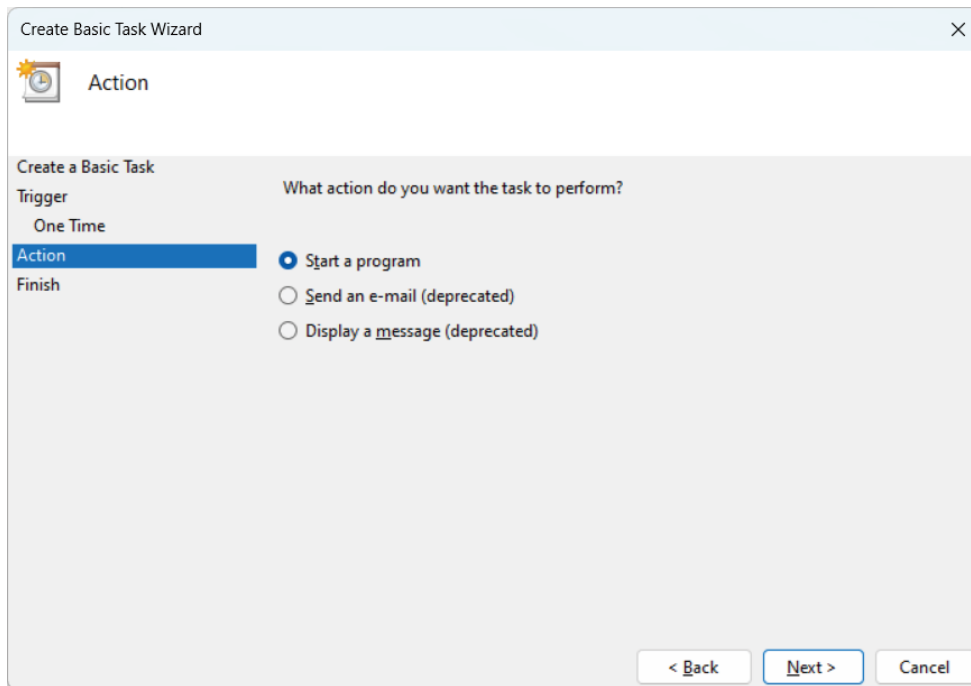 Create Basic Task Wizard
Action
Create a Basic Task
Trigger
One Time
Action
Finish
What action do you want the task to perform?
Start a program
Send an e-mail (deprecated)
Display a message (deprecated)
< Back
Next >
Cancel